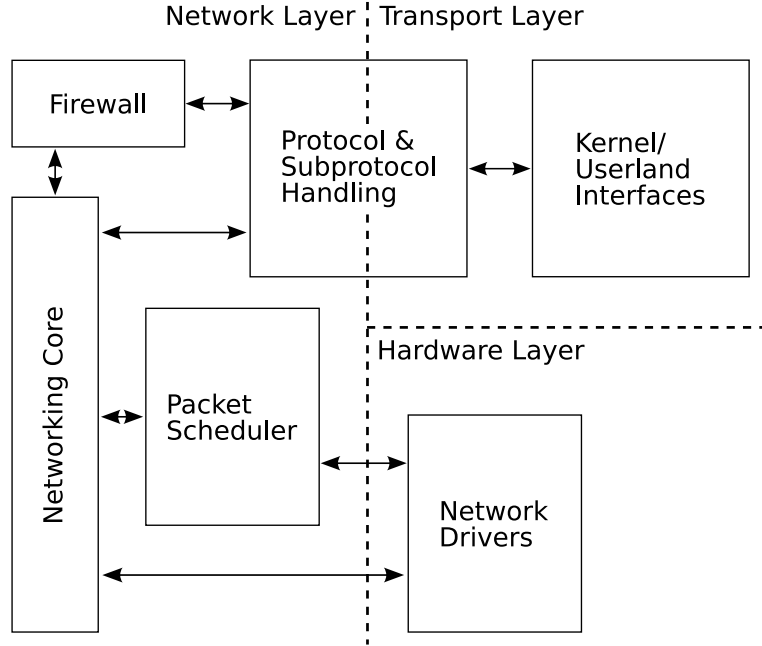 Network Layer
Transport Layer
Firewall
Protocol &
Subprotocol
Handling
Kernel/
Userland
Interfaces
Networking Core
Packet
Scheduler
Hardware Layer
Network
Drivers